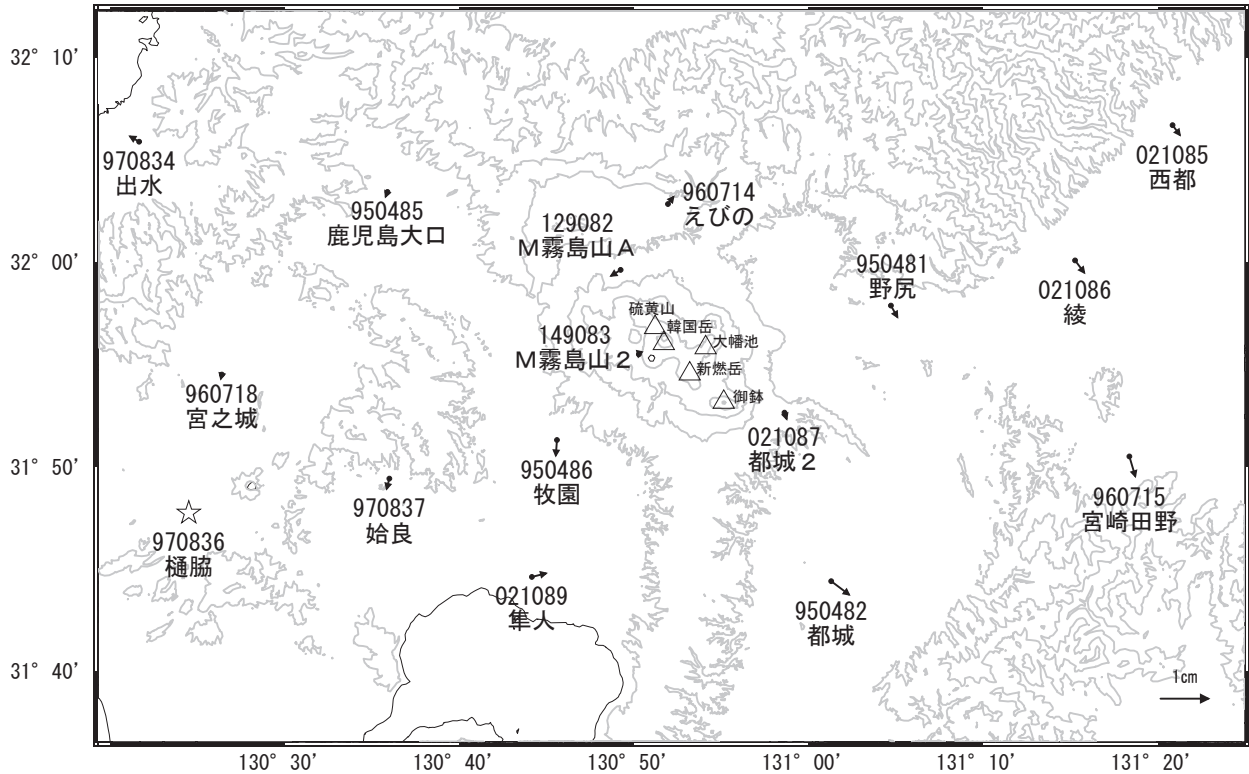 32° 10'
970834
出水
021085
西都
950485
鹿児島大口
960714
えびの
129082
M霧島山A
32° 00'
950481
野尻
021086
綾
硫黄山
韓国岳
大幡池
149083
M霧島山2
新燃岳
御鉢
960718
宮之城
021087
都城2
31° 50'
950486
牧園
970837
姶良
960715
宮崎田野
970836
樋脇
021089
隼人
950482
都城
31° 40'
1cm
130° 30'
130° 40'
130° 50'
131° 00'
131° 10'
131° 20'